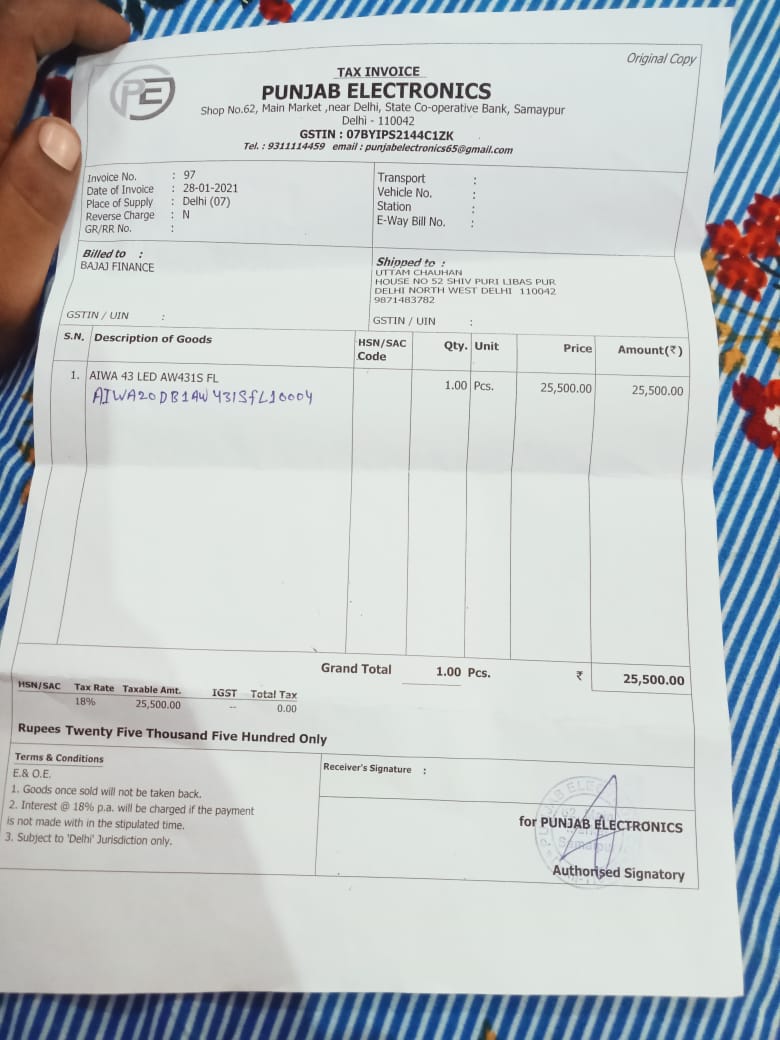 Original Copy
PE
TAX INVOICE
PUNJAB ELECTRONICS
Shop No.62, Main Market ,near Delhi, State Co-operative Bank, Samaypur
Delhi - 110042
GSTIN : 07BYIPS2144C1ZK
Tel. : 9311114459 email : punjabelectronics65@gmail.com
Invoice No. : 97
Date of Invoice : 28-01-2021
Place of Supply : Delhi (07)
Reverse Charge : N
GR/RR No. :
Transport :
Vehicle No. :
Station :
E-Way Bill No. :
Billed to :
BAJAJ FINANCE
GSTIN / UIN :
Shipped to :
UTTAM CHAUHAN
HOUSE NO 52 SHIV PURI LIBAS PUR
DELHI NORTH WEST DELHI 110042
9871483782
GSTIN / UIN :
S.N. Description of Goods HSN/SAC Code Qty. Unit Price Amount(₹)
1. AIWA 43 LED AW431S FL 1.00 Pcs. 25,500.00 25,500.00
AIWA20DB1AW431SfL10004
Grand Total 1.00 Pcs. ₹ 25,500.00
HSN/SAC Tax Rate Taxable Amt. IGST Total Tax
18% 25,500.00 -- 0.00
Rupees Twenty Five Thousand Five Hundred Only
Terms & Conditions
E.& O.E.
1. Goods once sold will not be taken back.
2. Interest @ 18% p.a. will be charged if the payment
is not made with in the stipulated time.
3. Subject to 'Delhi' Jurisdiction only.
Receiver's Signature :
for PUNJAB ELECTRONICS
Authorised Signatory